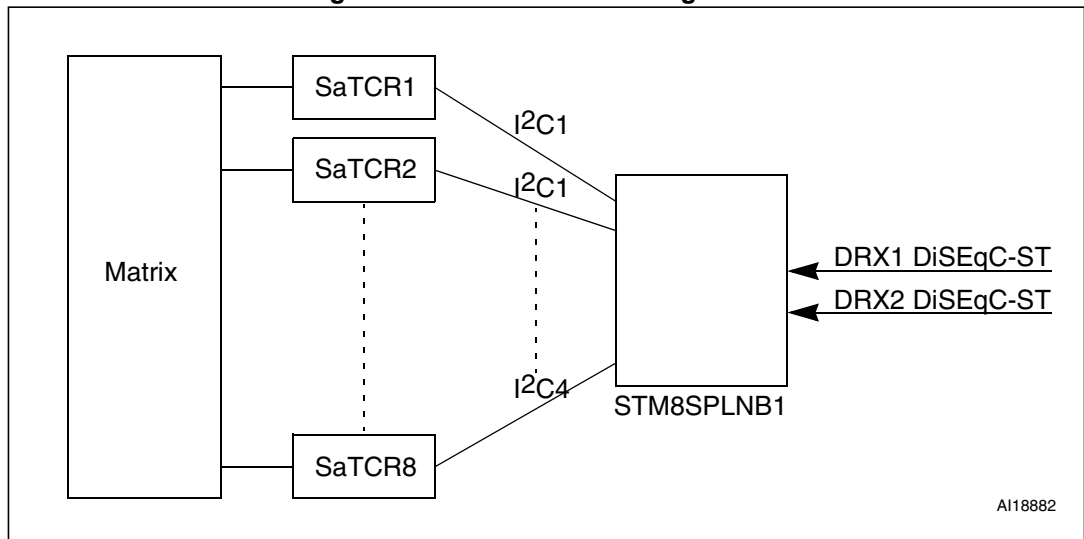 SaTCR1
I2C1
SaTCR2
I2C1
Matrix
DRX1 DiSEqC-ST
DRX2 DiSEqC-ST
I2C4
STM8SPLNB1
SaTCR8
AI18882